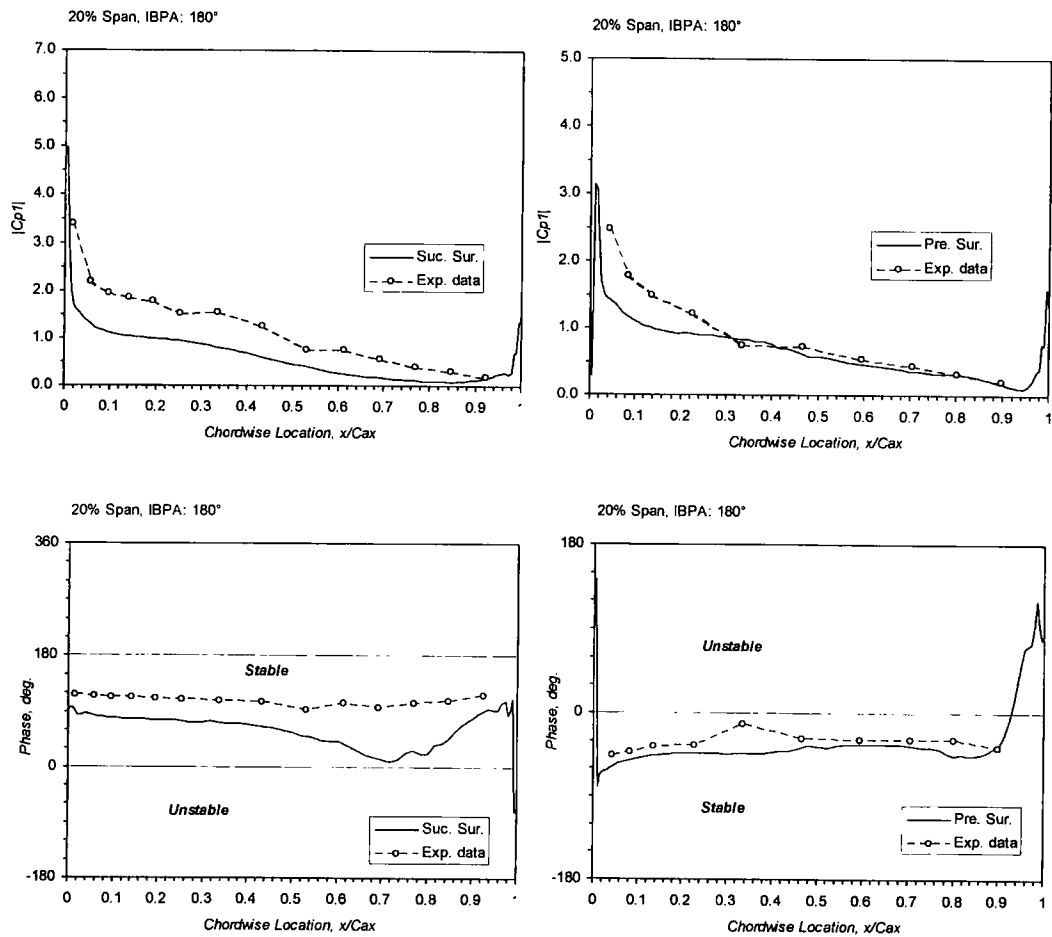 20% Span, IBPA: 180°
7.0
6.0
5.0
4.0
3.0
2.0
1.0
0.0
|Cp1|
Suc. Sur.
Exp. data
0 0.1 0.2 0.3 0.4 0.5 0.6 0.7 0.8 0.9
Chordwise Location, x/Cax
20% Span, IBPA: 180°
5.0
4.0
3.0
2.0
1.0
0.0
|Cp1|
Pre. Sur.
Exp. data
0 0.1 0.2 0.3 0.4 0.5 0.6 0.7 0.8 0.9 1
Chordwise Location, x/Cax
20% Span, IBPA: 180°
360
180
0
-180
Phase, deg.
Stable
Unstable
Suc. Sur.
Exp. data
0 0.1 0.2 0.3 0.4 0.5 0.6 0.7 0.8 0.9 1
Chordwise Location, x/Cax
20% Span, IBPA: 180°
180
0
-180
Phase, deg.
Unstable
Stable
Pre. Sur.
Exp. data
0 0.1 0.2 0.3 0.4 0.5 0.6 0.7 0.8 0.9 1
Chordwise Location, x/Cax